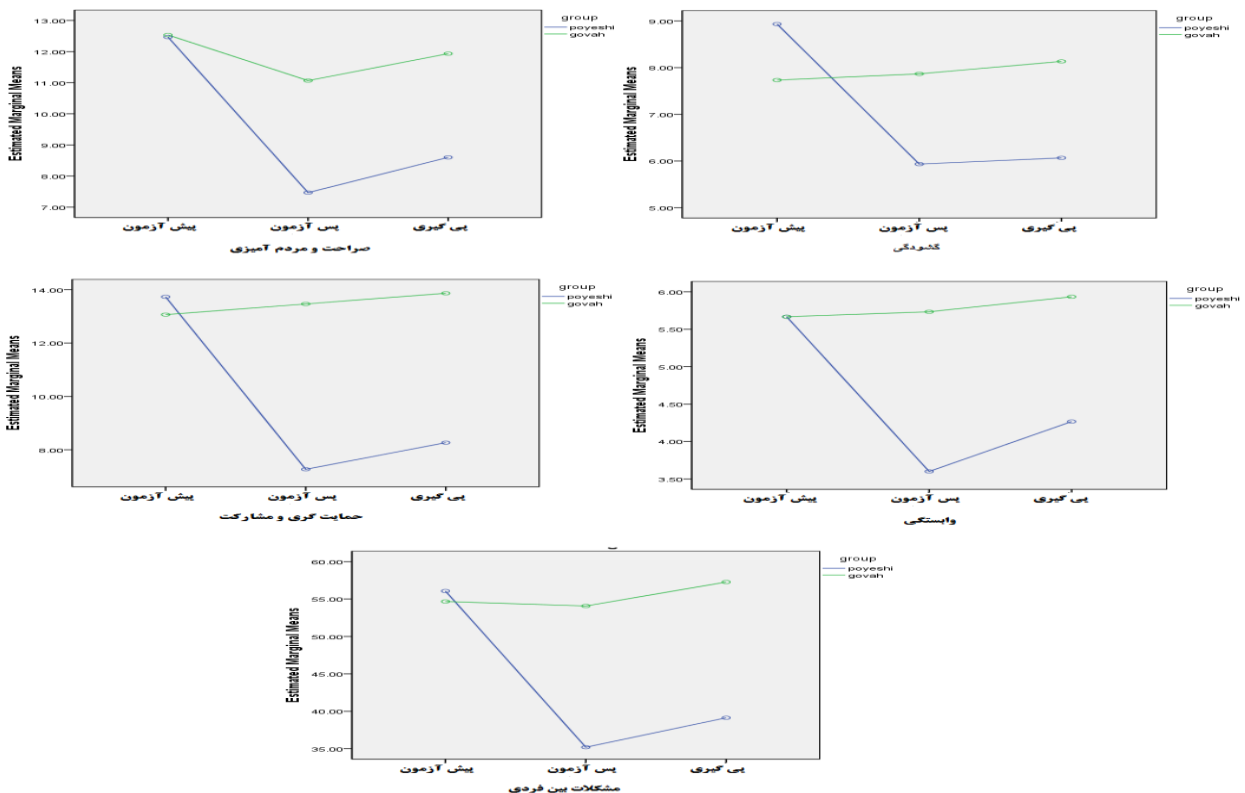 group
poyeshi
govah
Estimated Marginal Means
13.00
12.00
11.00
10.00
9.00
8.00
7.00
پیش آزمون
پس آزمون
پی گیری
صراحت و مردم آمیزی
group
poyeshi
govah
Estimated Marginal Means
9.00
8.00
7.00
6.00
5.00
پیش آزمون
پس آزمون
پی گیری
گشودگی
group
poyeshi
govah
Estimated Marginal Means
14.00
12.00
10.00
8.00
پیش آزمون
پس آزمون
پی گیری
حمایت گری و مشارکت
group
poyeshi
govah
Estimated Marginal Means
6.00
5.50
5.00
4.50
4.00
3.50
پیش آزمون
پس آزمون
پی گیری
وابستگی
group
poyeshi
govah
Estimated Marginal Means
60.00
55.00
50.00
45.00
40.00
35.00
پیش آزمون
پس آزمون
پی گیری
مشکلات بین فردی